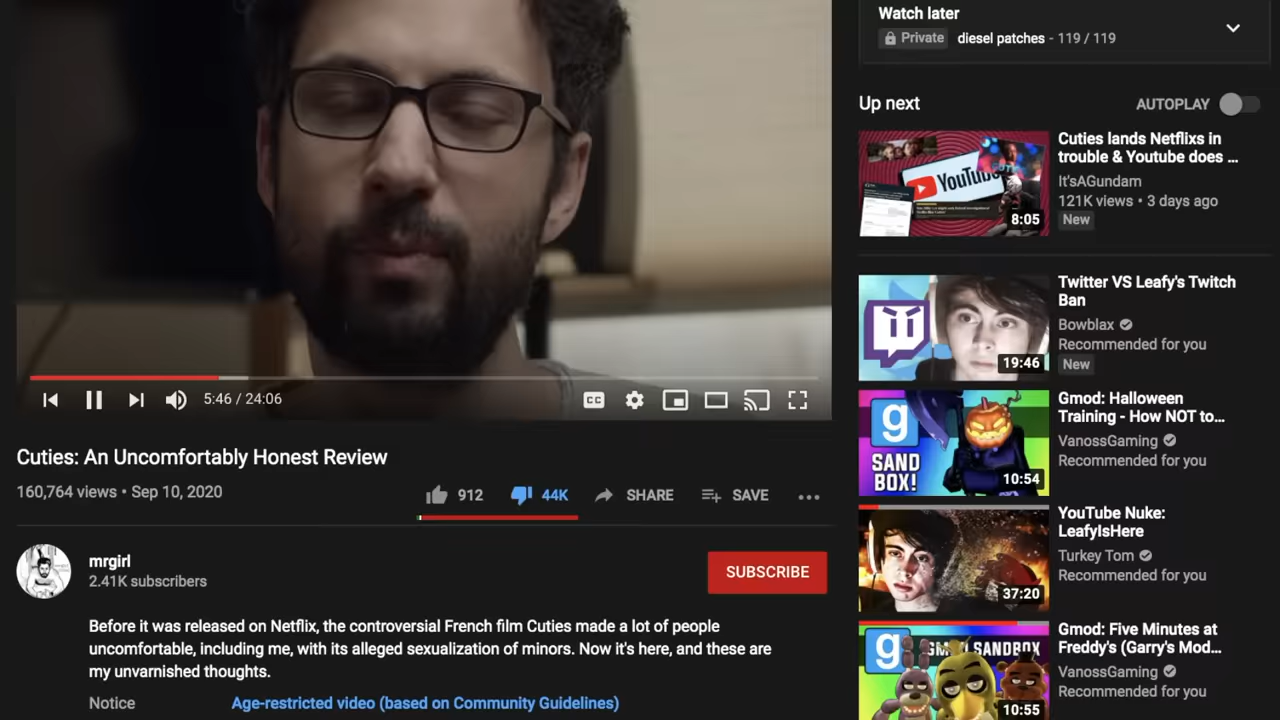 Watch later
Private diesel patches - 119 / 119
Up next
AUTOPLAY
YouTube
8:05
Cuties lands Netflixs in
trouble & Youtube does ...
It'sAGundam
121K views • 3 days ago
New
19:46
Twitter VS Leafy's Twitch
Ban
Bowblax
Recommended for you
New
g
SAND
BOX!
10:54
Gmod: Halloween
Training - How NOT to...
VanossGaming
Recommended for you
37:20
YouTube Nuke:
LeafyIsHere
Turkey Tom
Recommended for you
g
SANDBOX
10:55
Gmod: Five Minutes at
Freddy's (Garry's Mod...
VanossGaming
Recommended for you
5:46 / 24:06
CC
Cuties: An Uncomfortably Honest Review
160,764 views • Sep 10, 2020
912
44K
SHARE
SAVE
mrgirl
2.41K subscribers
SUBSCRIBE
Before it was released on Netflix, the controversial French film Cuties made a lot of people
uncomfortable, including me, with its alleged sexualization of minors. Now it's here, and these are
my unvarnished thoughts.
Notice Age-restricted video (based on Community Guidelines)